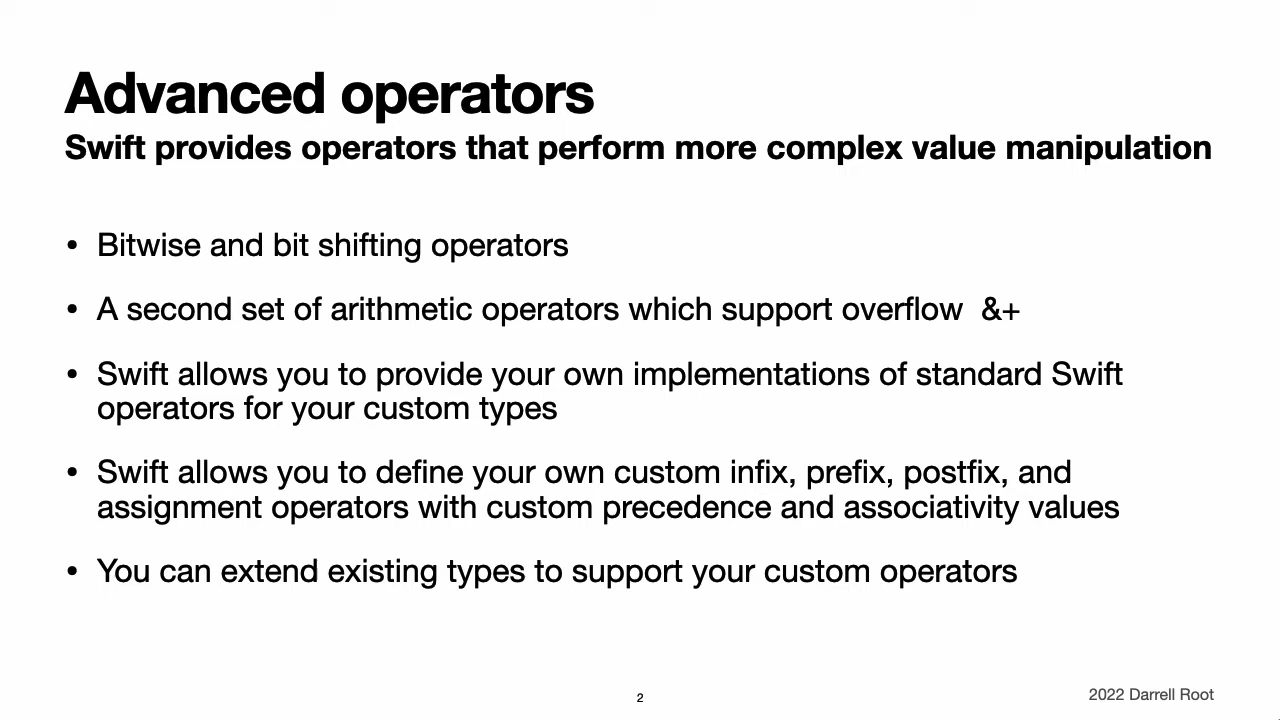 Advanced operators
Swift provides operators that perform more complex value manipulation
• Bitwise and bit shifting operators
• A second set of arithmetic operators which support overflow &+
• Swift allows you to provide your own implementations of standard Swift
operators for your custom types
• Swift allows you to define your own custom infix, prefix, postfix, and
assignment operators with custom precedence and associativity values
• You can extend existing types to support your custom operators
2
2022 Darrell Root